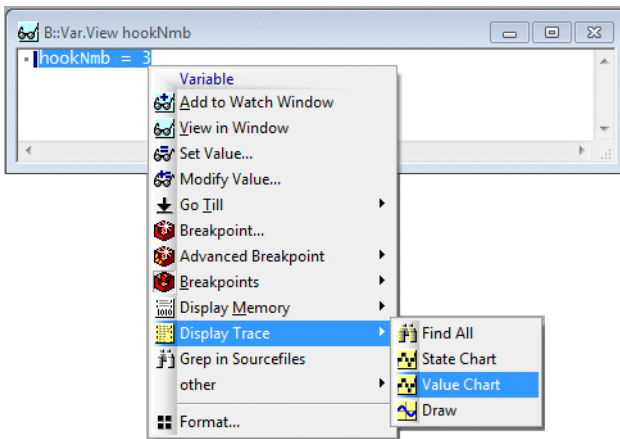 B::Var.View hookNmb
hookNmb = 3
Variable
Add to Watch Window
View in Window
Set Value...
Modify Value...
Go Till
Breakpoint...
Advanced Breakpoint
Breakpoints
Display Memory
Display Trace
Grep in Sourcefiles
other
Format...
Find All
State Chart
Value Chart
Draw